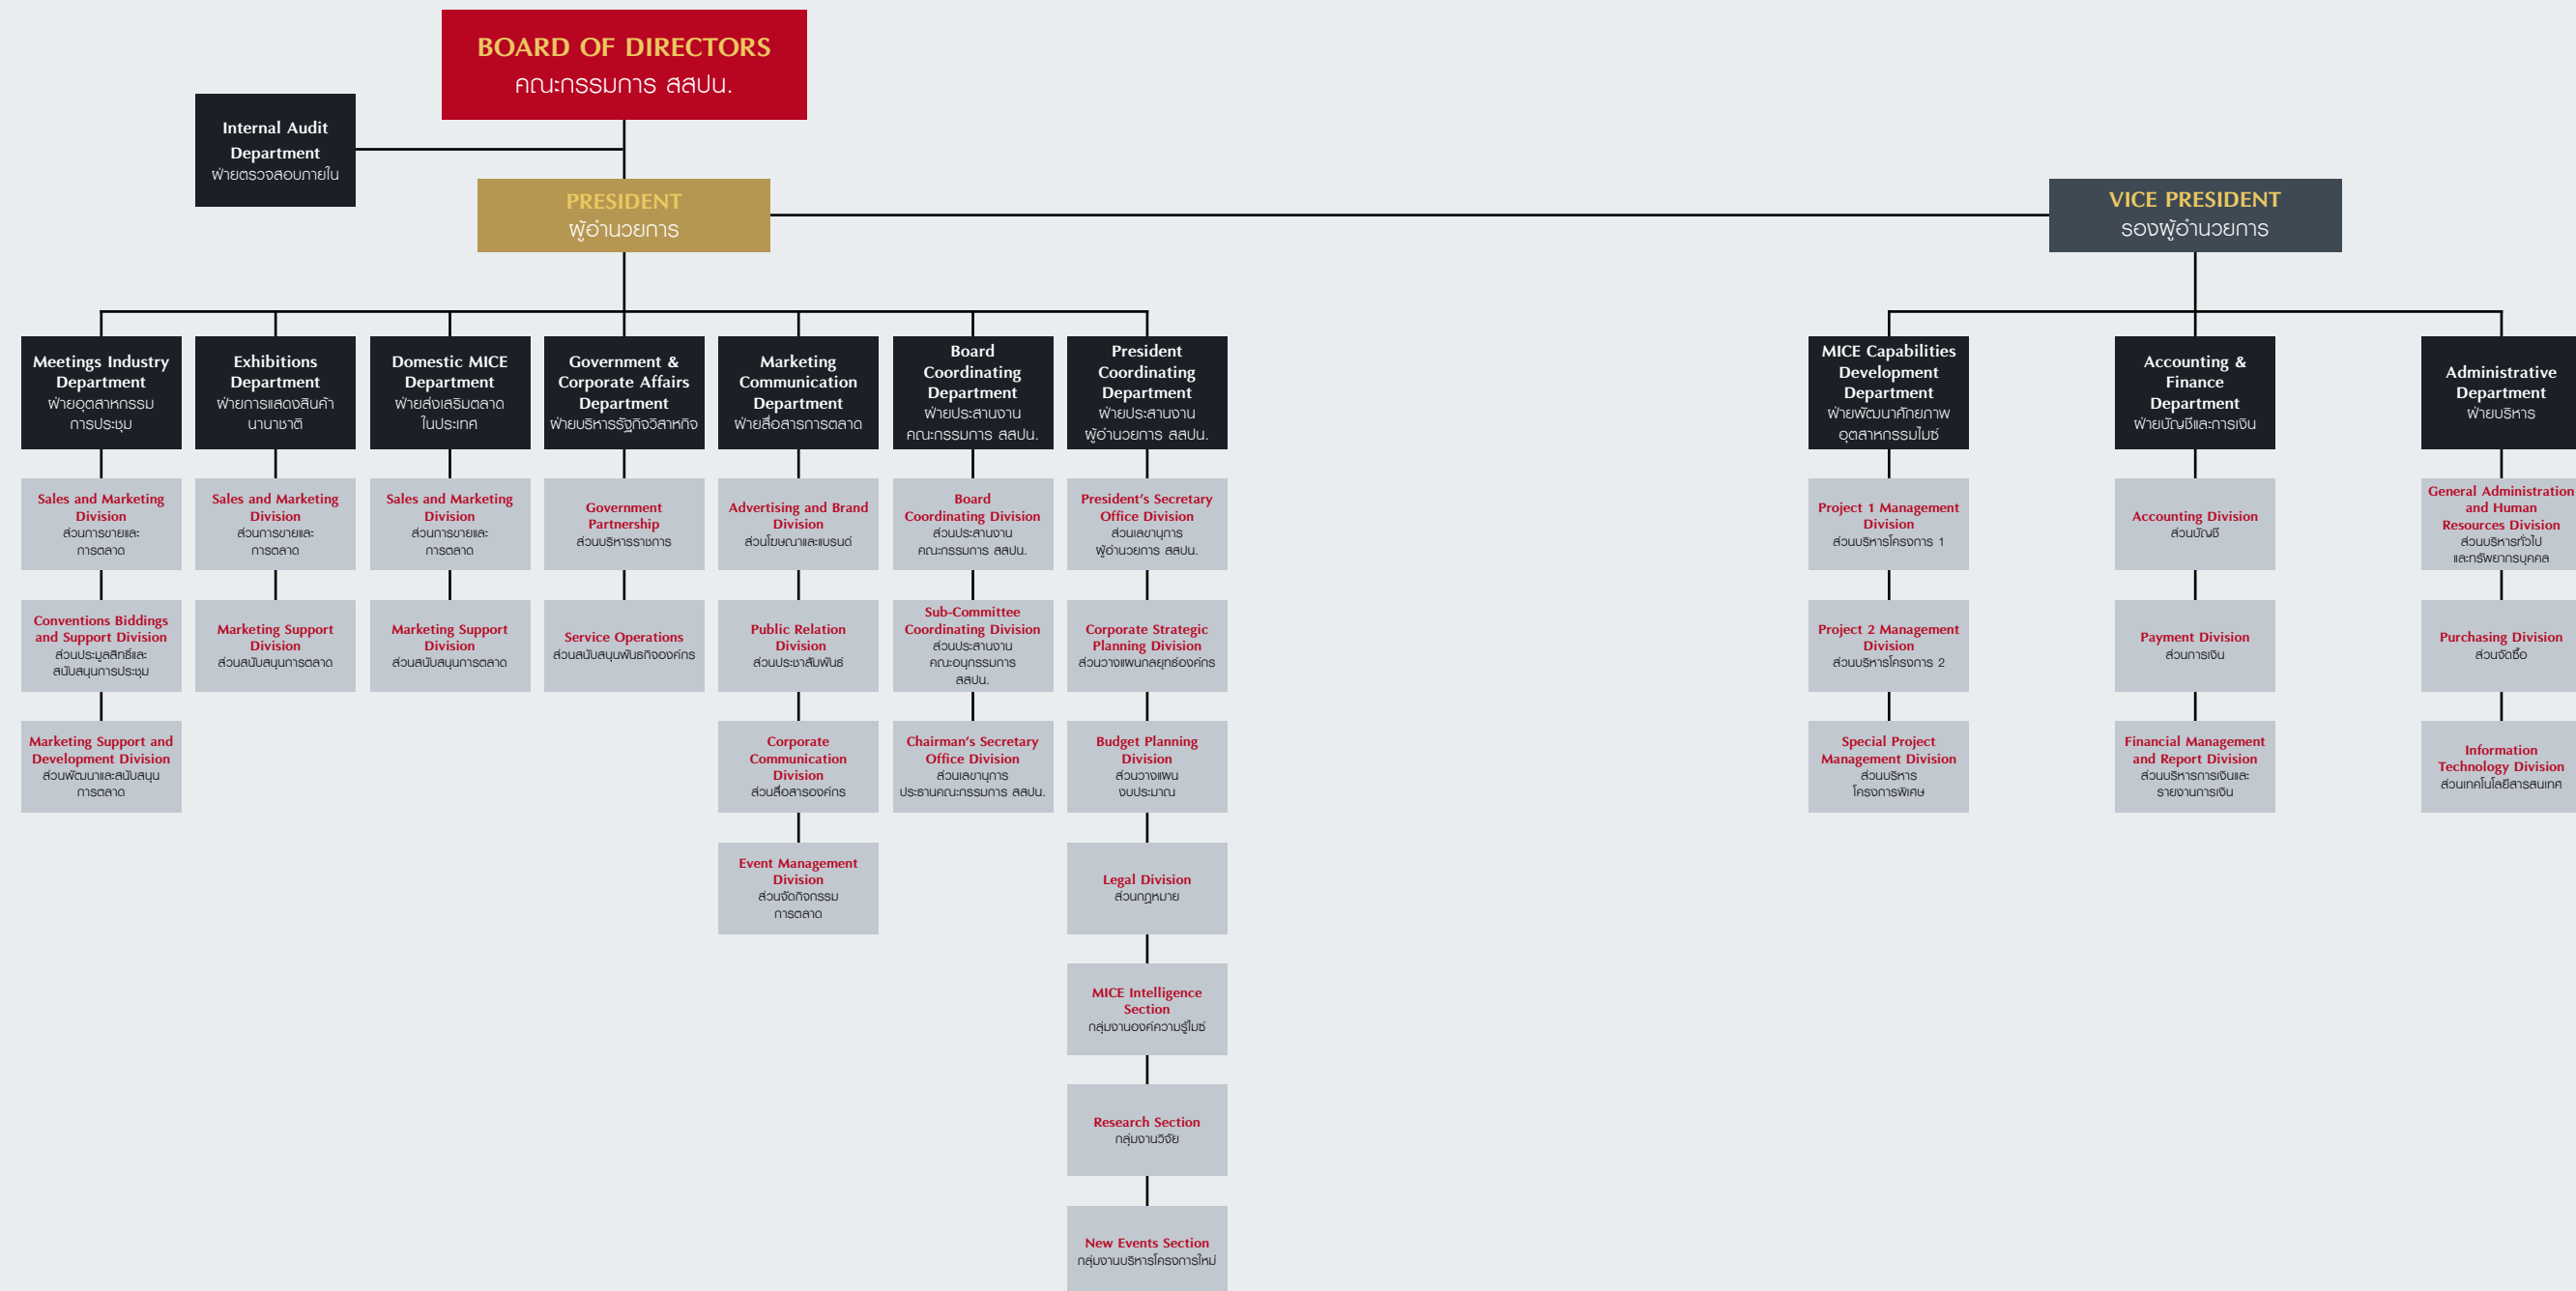 BOARD OF DIRECTORS
คณะกรรมการ สสปน.
Internal Audit
Department
ฝ่ายตรวจสอบภายใน
PRESIDENT
ผู้อำนวยการ
VICE PRESIDENT
รองผู้อำนวยการ
Meetings Industry
Department
ฝ่ายอุตสาหกรรม
การประชุม
Exhibitions
Department
ฝ่ายการแสดงสินค้า
นานาชาติ
Domestic MICE
Department
ฝ่ายส่งเสริมตลาด
ในประเทศ
Government &
Corporate Affairs
Department
ฝ่ายบริหารรัฐกิจวิสาหกิจ
Marketing
Communication
Department
ฝ่ายสื่อสารการตลาด
Board
Coordinating
Department
ฝ่ายประสานงาน
คณะกรรมการ สสปน.
President
Coordinating
Department
ฝ่ายประสานงาน
ผู้อำนวยการ สสปน.
MICE Capabilities
Development
Department
ฝ่ายพัฒนาศักยภาพ
อุตสาหกรรมไมซ์
Accounting &
Finance
Department
ฝ่ายบัญชีและการเงิน
Administrative
Department
ฝ่ายบริหาร
Sales and Marketing
Division
ส่วนการขายและ
การตลาด
Sales and Marketing
Division
ส่วนการขายและ
การตลาด
Sales and Marketing
Division
ส่วนการขายและ
การตลาด
Government
Partnership
ส่วนบริหารราชการ
Advertising and Brand
Division
ส่วนโฆษณาและแบรนด์
Board
Coordinating Division
ส่วนประสานงาน
คณะกรรมการ สสปน.
President's Secretary
Office Division
ส่วนเลขานุการ
ผู้อำนวยการ สสปน.
Project 1 Management
Division
ส่วนบริหารโครงการ 1
Accounting Division
ส่วนบัญชี
General Administration
and Human
Resources Division
ส่วนบริหารทั่วไป
และทรัพยากรบุคคล
Conventions Biddings
and Support Division
ส่วนประมูลสิทธิ์และ
สนับสนุนการประชุม
Marketing Support
Division
ส่วนสนับสนุนการตลาด
Marketing Support
Division
ส่วนสนับสนุนการตลาด
Service Operations
ส่วนสนับสนุนพันธกิจองค์กร
Public Relation
Division
ส่วนประชาสัมพันธ์
Sub-Committee
Coordinating Division
ส่วนประสานงาน
คณะอนุกรรมการ
สสปน.
Corporate Strategic
Planning Division
ส่วนวางแผนกลยุทธ์องค์กร
Project 2 Management
Division
ส่วนบริหารโครงการ 2
Payment Division
ส่วนการเงิน
Purchasing Division
ส่วนจัดซื้อ
Marketing Support and
Development Division
ส่วนพัฒนาและสนับสนุน
การตลาด
Corporate
Communication
Division
ส่วนสื่อสารองค์กร
Chairman's Secretary
Office Division
ส่วนเลขานุการ
ประธานคณะกรรมการ สสปน.
Budget Planning
Division
ส่วนวางแผน
งบประมาณ
Special Project
Management Division
ส่วนบริหาร
โครงการพิเศษ
Financial Management
and Report Division
ส่วนบริหารการเงินและ
รายงานการเงิน
Information
Technology Division
ส่วนเทคโนโลยีสารสนเทศ
Event Management
Division
ส่วนจัดกิจกรรม
การตลาด
Legal Division
ส่วนกฎหมาย
MICE Intelligence
Section
กลุ่มงานองค์ความรู้ไมซ์
Research Section
กลุ่มงานวิจัย
New Events Section
กลุ่มงานบริหารโครงการใหม่